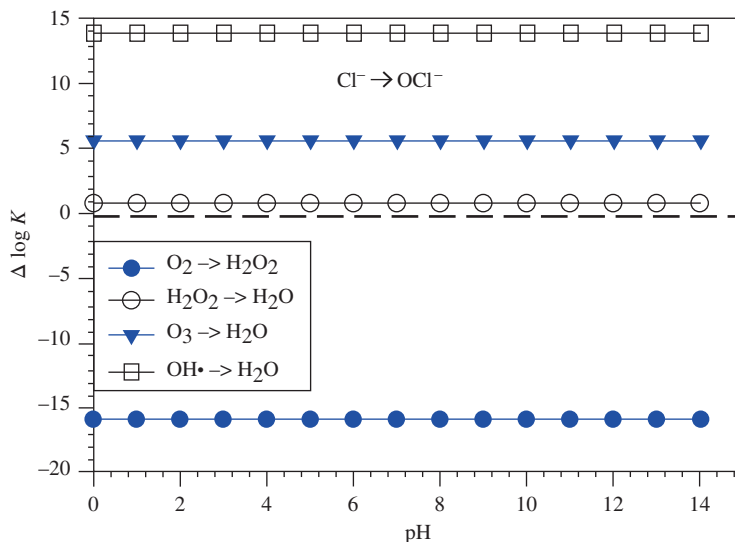 15
10
5
0
−5
−10
−15
−20
Δ log K
Cl⁻ → OCl⁻
O₂ –> H₂O₂
H₂O₂ –> H₂O
O₃ –> H₂O
OH• –> H₂O
0 2 4 6 8 10 12 14
pH